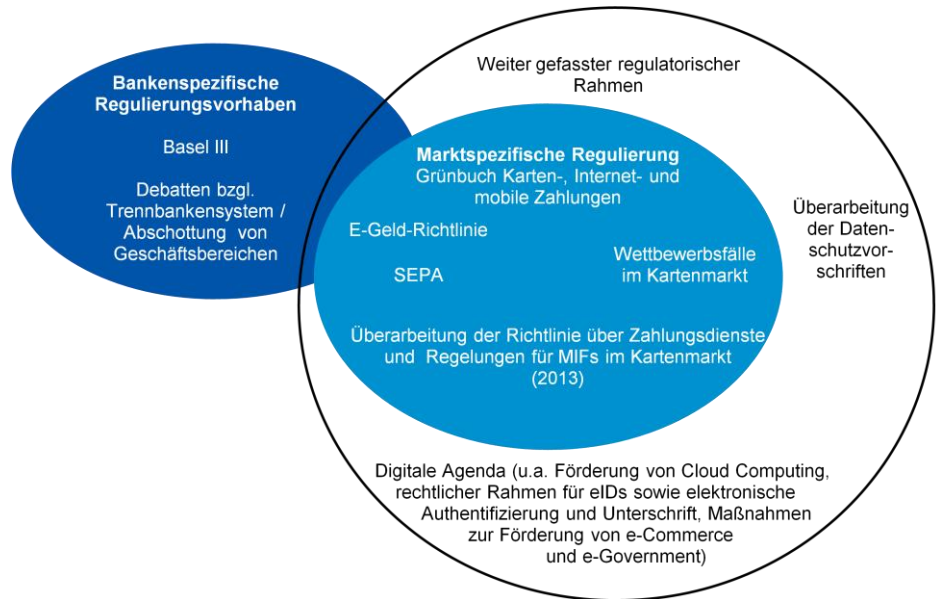 Bankenspezifische
Regulierungsvorhaben
Basel III
Debatten bzgl.
Trennbankensystem /
Abschottung von
Geschäftsbereichen
Weiter gefasster regulatorischer
Rahmen
Marktspezifische Regulierung
Grünbuch Karten-, Internet- und
mobile Zahlungen
E-Geld-Richtlinie
SEPA
Wettbewerbsfälle
im Kartenmarkt
Überarbeitung der Richtlinie über Zahlungsdienste
und Regelungen für MIFs im Kartenmarkt
(2013)
Überarbeitung
der Daten-
schutzvor-
schriften
Digitale Agenda (u.a. Förderung von Cloud Computing,
rechtlicher Rahmen für eIDs sowie elektronische
Authentifizierung und Unterschrift, Maßnahmen
zur Förderung von e-Commerce
und e-Government)